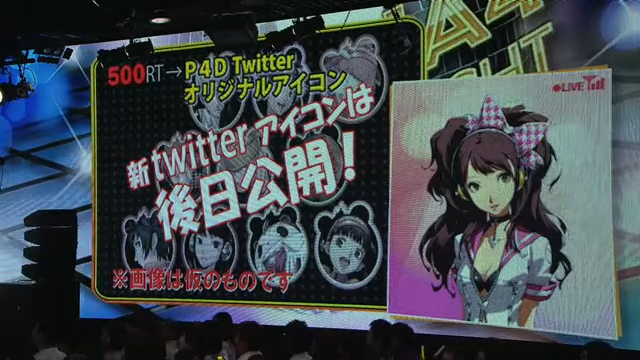 500RT→P4D Twitter
オリジナルアイコン
新twitterアイコンは
後日公開!
※画像は仮のものです
LIVE